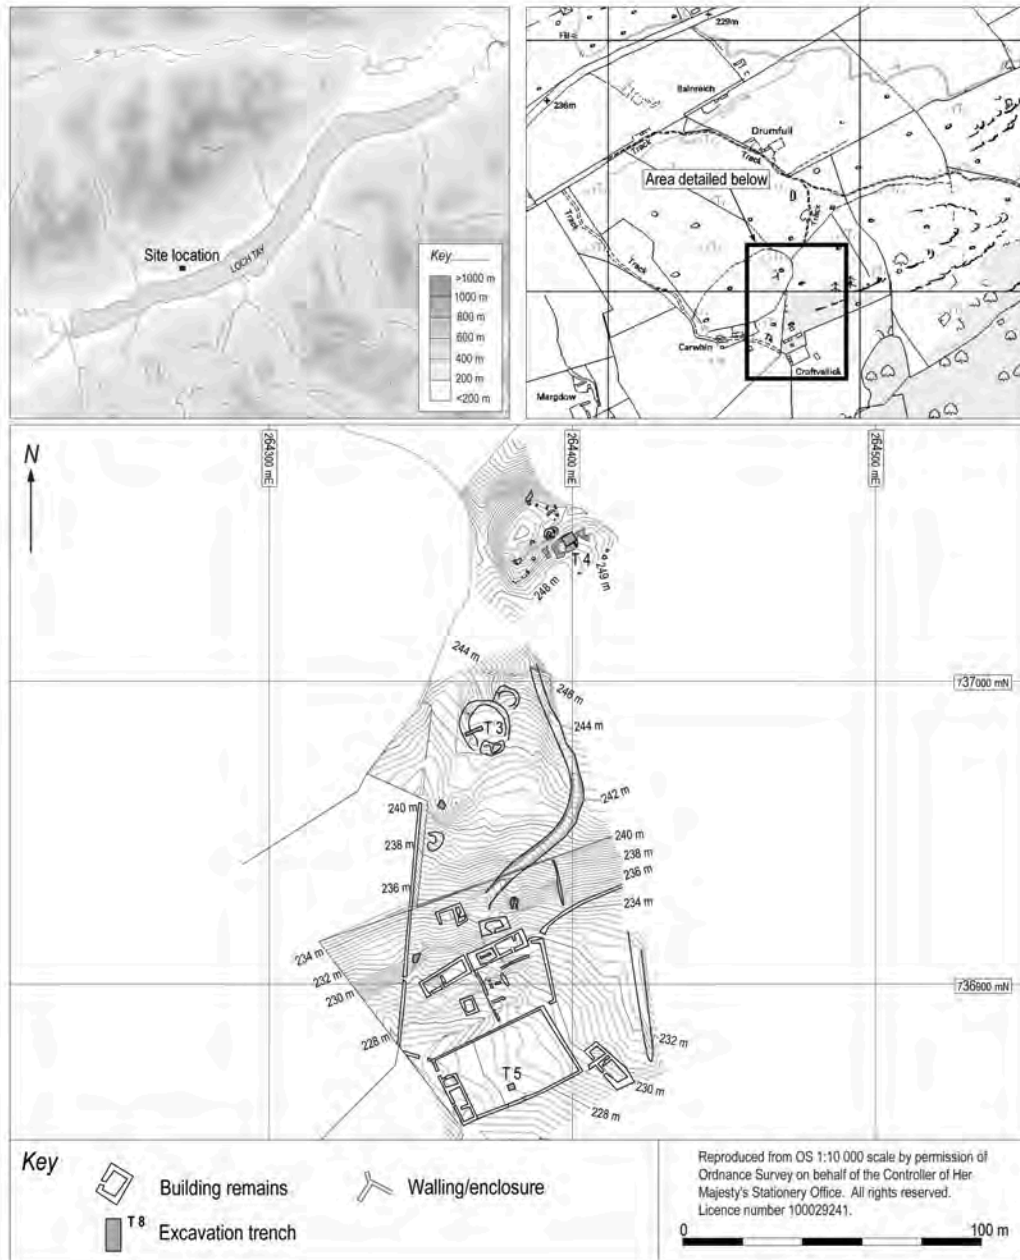 Site location
LOCH TAY
Key
>1000 m
1000 m
800 m
600 m
400 m
200 m
<200 m
229m
236m
Balnreich
Drumfuil
Track
Track
Area detailed below
Track
Track
Track
Carwhin
Croftvallick
Margdow
N
264300 mE
264400 mE
264500 mE
T 4
248 m
249 m
244 m
737000 mN
T 3
244 m
242 m
240 m
240 m
238 m
238 m
236 m
236 m
234 m
234 m
232 m
230 m
736900 mN
228 m
232 m
T 5
230 m
228 m
Key
Building remains
Walling/enclosure
T 8
Excavation trench
Reproduced from OS 1:10 000 scale by permission of
Ordnance Survey on behalf of the Controller of Her
Majesty's Stationery Office. All rights reserved.
Licence number 100029241.
0
100 m